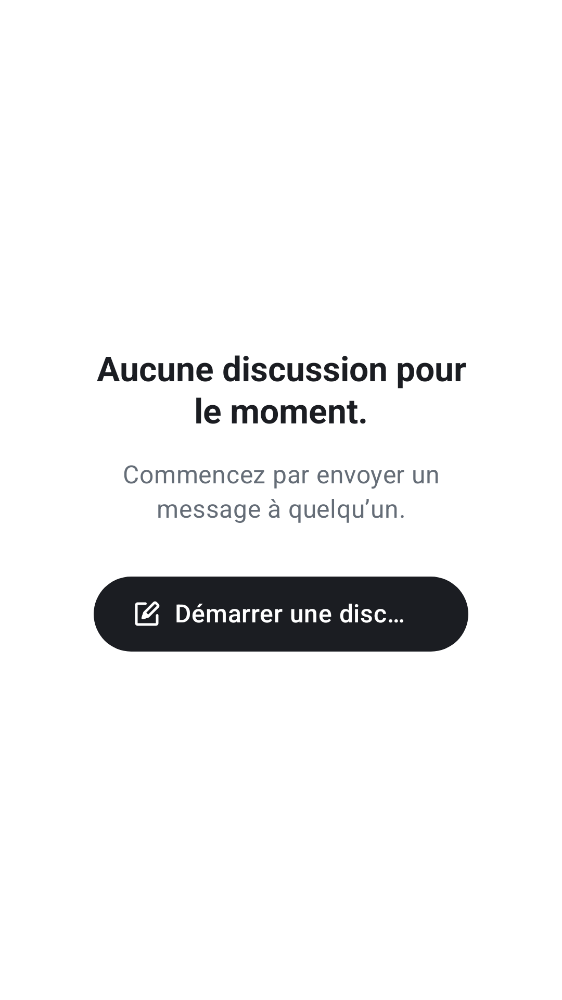 Aucune discussion pour
le moment.
Commencez par envoyer un
message à quelqu’un.
Démarrer une disc…